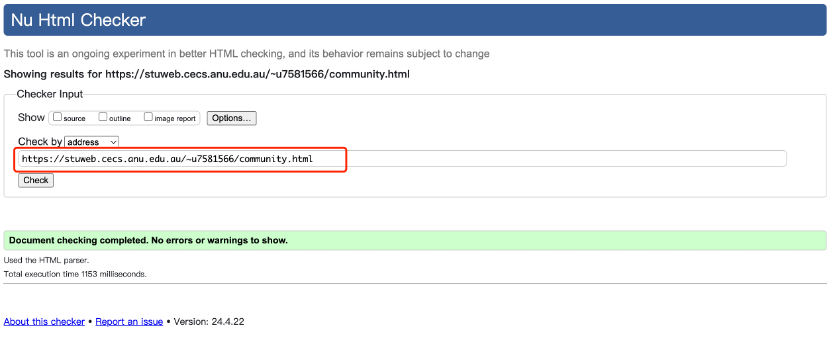 Nu Html Checker
This tool is an ongoing experiment in better HTML checking, and its behavior remains subject to change
Showing results for https://stuweb.cecs.anu.edu.au/~u7581566/community.html
Checker Input
Show source outline image report Options...
Check by address
https://stuweb.cecs.anu.edu.au/~u7581566/community.html
Check
Document checking completed. No errors or warnings to show.
Used the HTML parser.
Total execution time 1153 milliseconds.
About this checker • Report an issue • Version: 24.4.22